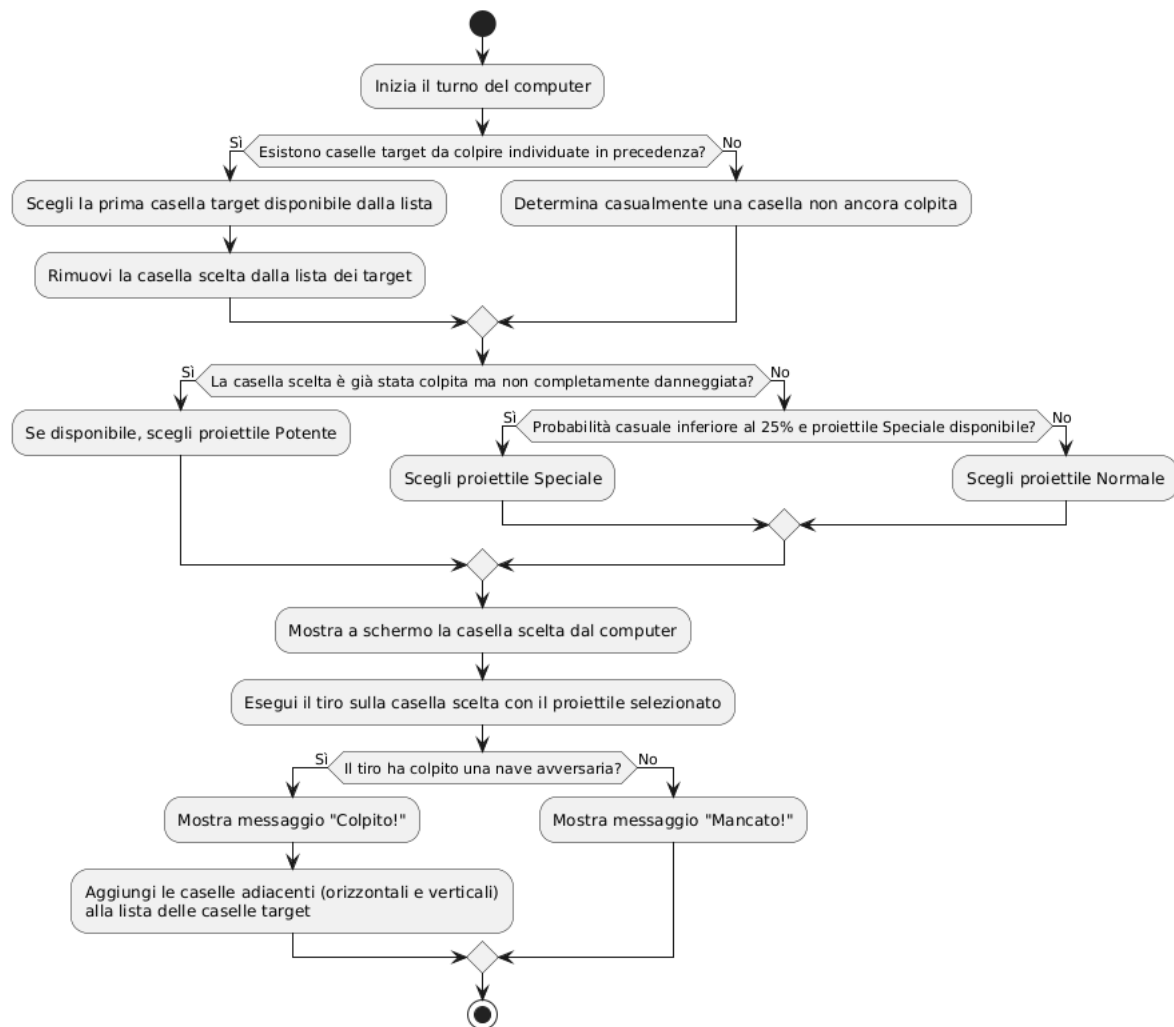 Inizia il turno del computer
Sì
Esistono caselle target da colpire individuate in precedenza?
No
Scegli la prima casella target disponibile dalla lista
Determina casualmente una casella non ancora colpita
Rimuovi la casella scelta dalla lista dei target
Sì
La casella scelta è già stata colpita ma non completamente danneggiata?
No
Se disponibile, scegli proiettile Potente
Sì
Probabilità casuale inferiore al 25% e proiettile Speciale disponibile?
No
Scegli proiettile Speciale
Scegli proiettile Normale
Mostra a schermo la casella scelta dal computer
Esegui il tiro sulla casella scelta con il proiettile selezionato
Sì
Il tiro ha colpito una nave avversaria?
No
Mostra messaggio "Colpito!"
Mostra messaggio "Mancato!"
Aggiungi le caselle adiacenti (orizzontali e verticali)
alla lista delle caselle target